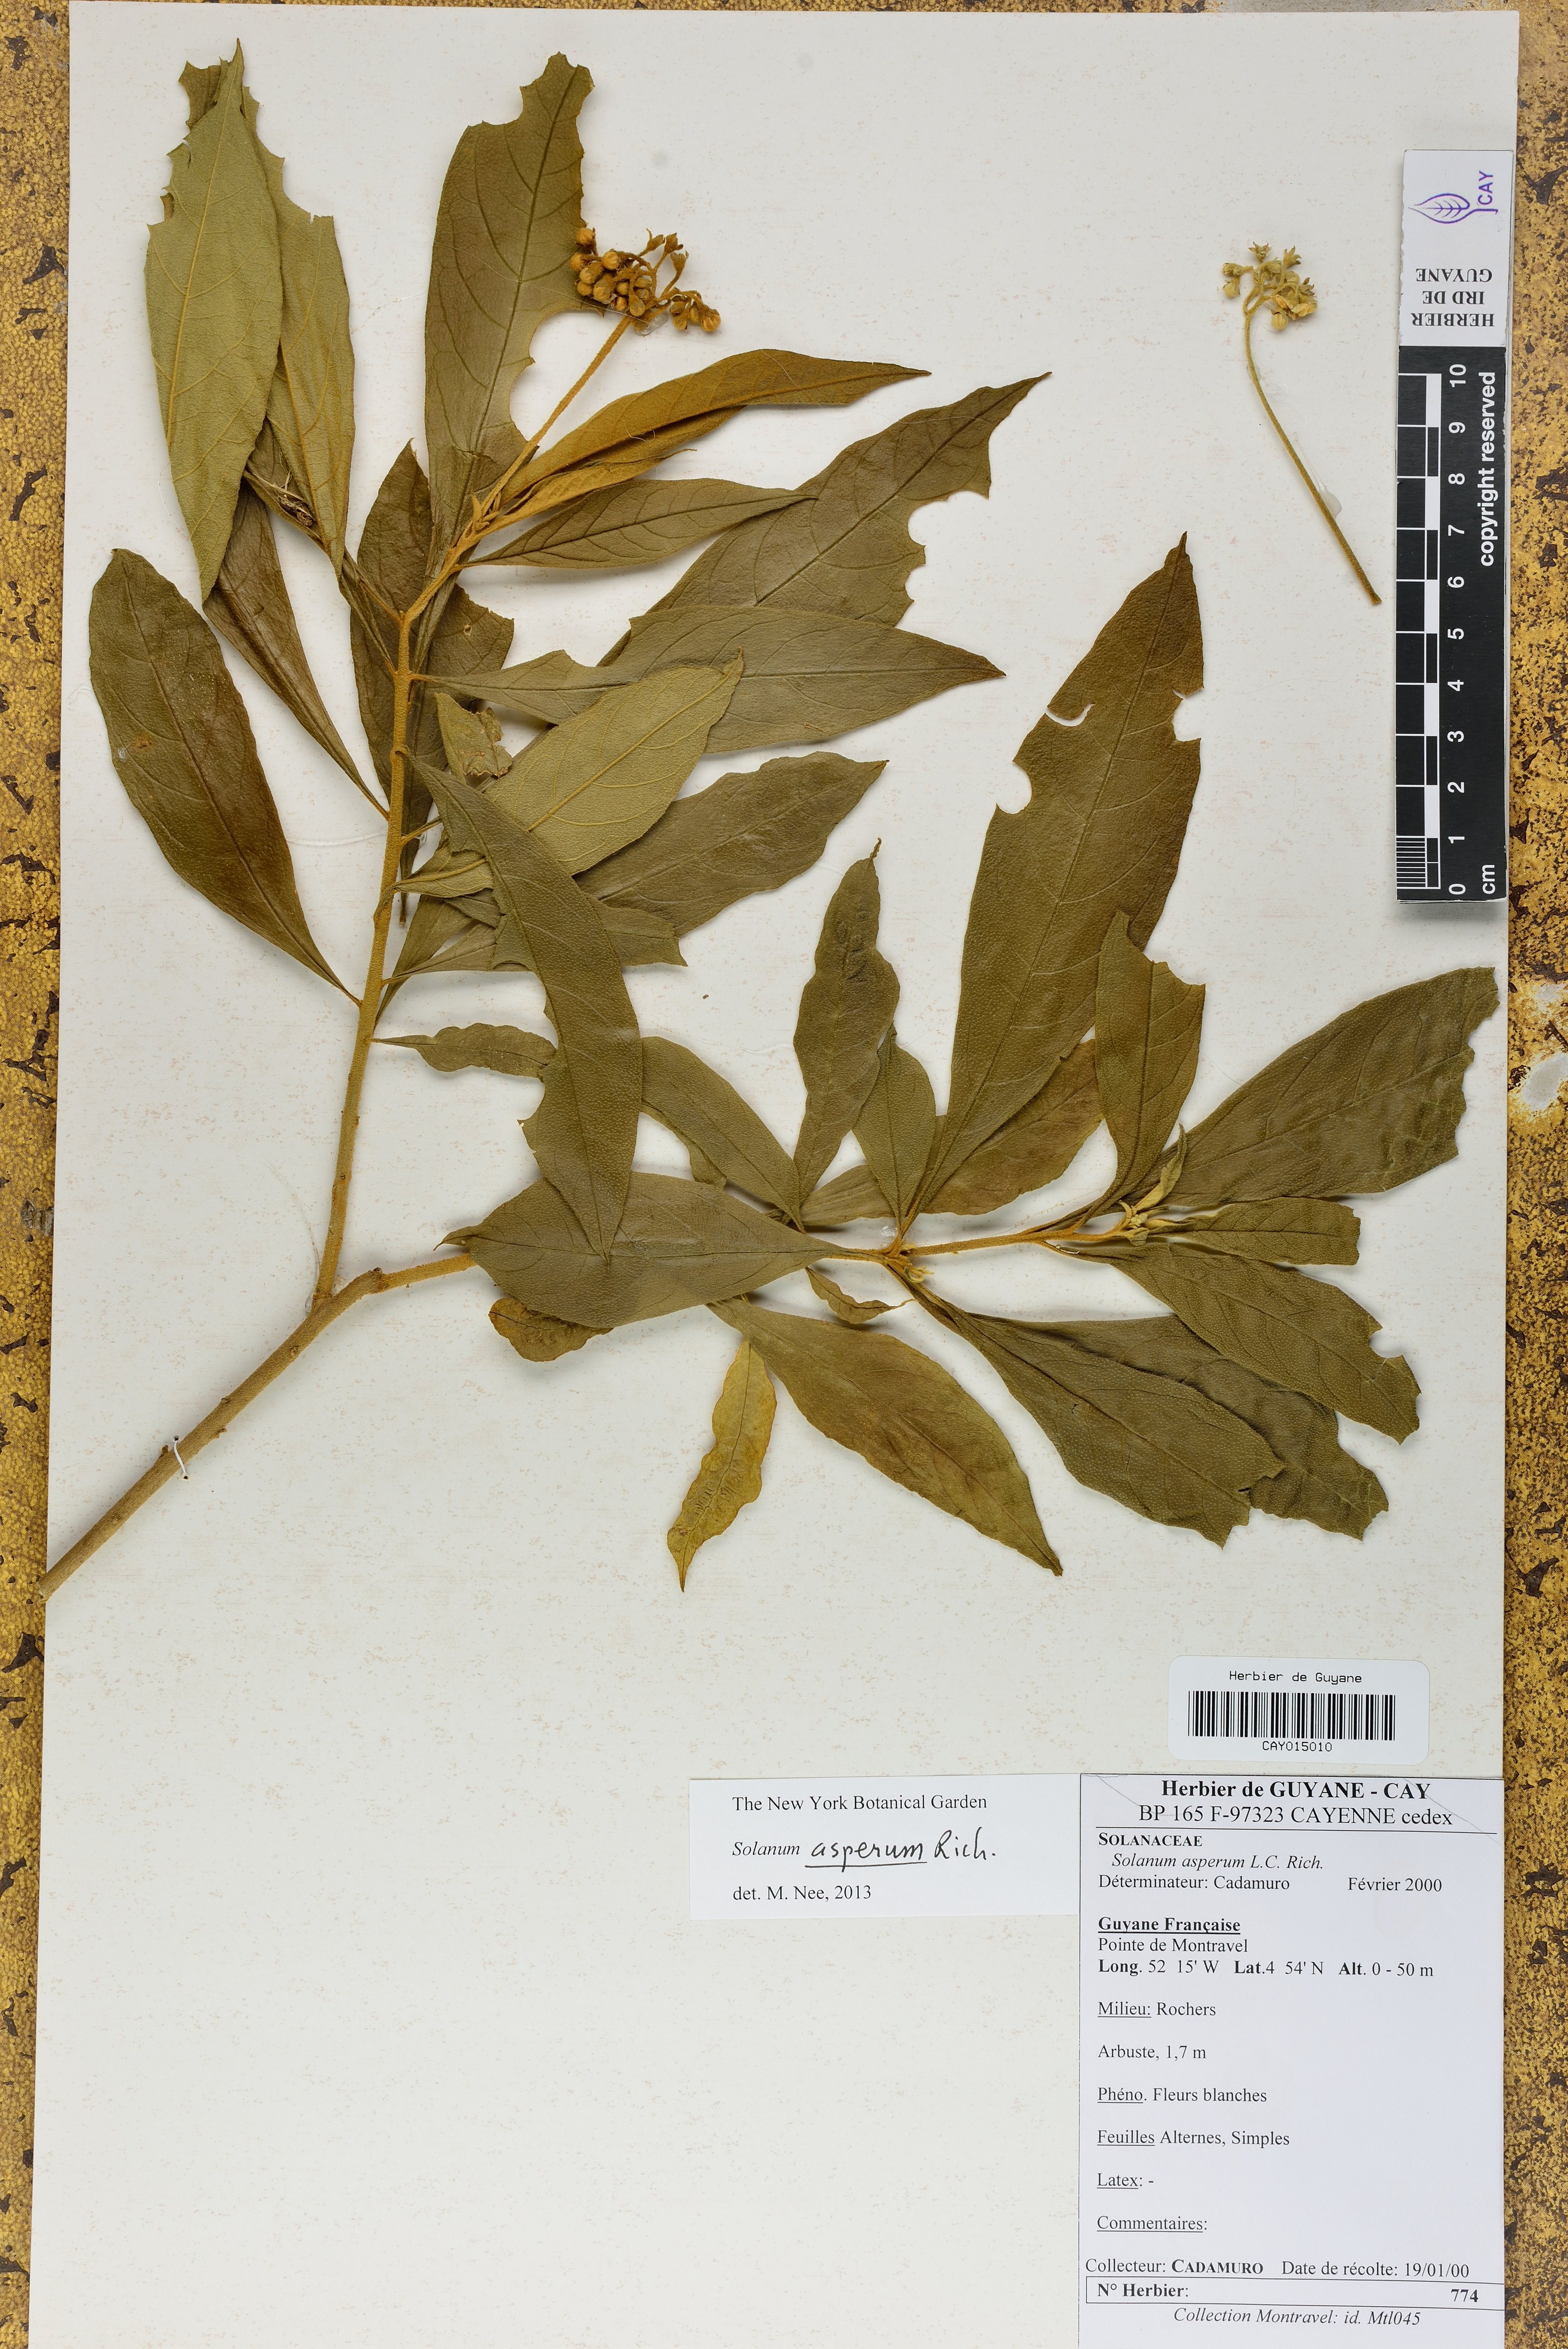 CAY
HERBIER
IRD DE
GUYANE
copyright reserved
0 1 2 3 4 5 6 7 8 9 10
cm
Herbier de Guyane
CAY015010
The New York Botanical Garden
Solanum asperum Rich.
det. M. Nee, 2013
Herbier de GUYANE - CAY
BP 165 F-97323 CAYENNE cedex
SOLANACEAE
Solanum asperum L.C. Rich.
Déterminateur: Cadamuro Février 2000
Guyane Française
Pointe de Montravel
Long. 52 15' W Lat.4 54' N Alt. 0 - 50 m
Milieu: Rochers
Arbuste, 1,7 m
Phéno. Fleurs blanches
Feuilles Alternes, Simples
Latex: -
Commentaires:
Collecteur: CADAMURO Date de récolte: 19/01/00
N° Herbier: 774
Collection Montravel: id. Mtl045